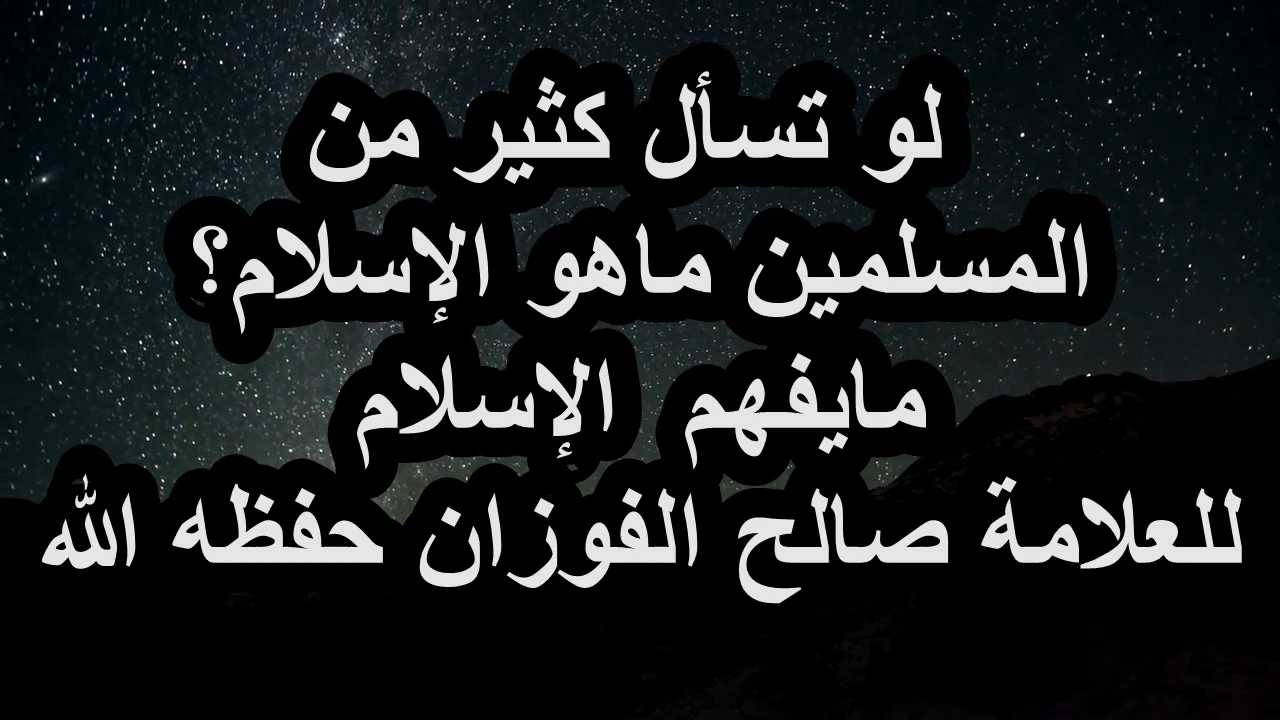 لو تسأل كثير من
المسلمين ماهو الإسلام؟
مايفهم الإسلام
للعلامة صالح الفوزان حفظه الله